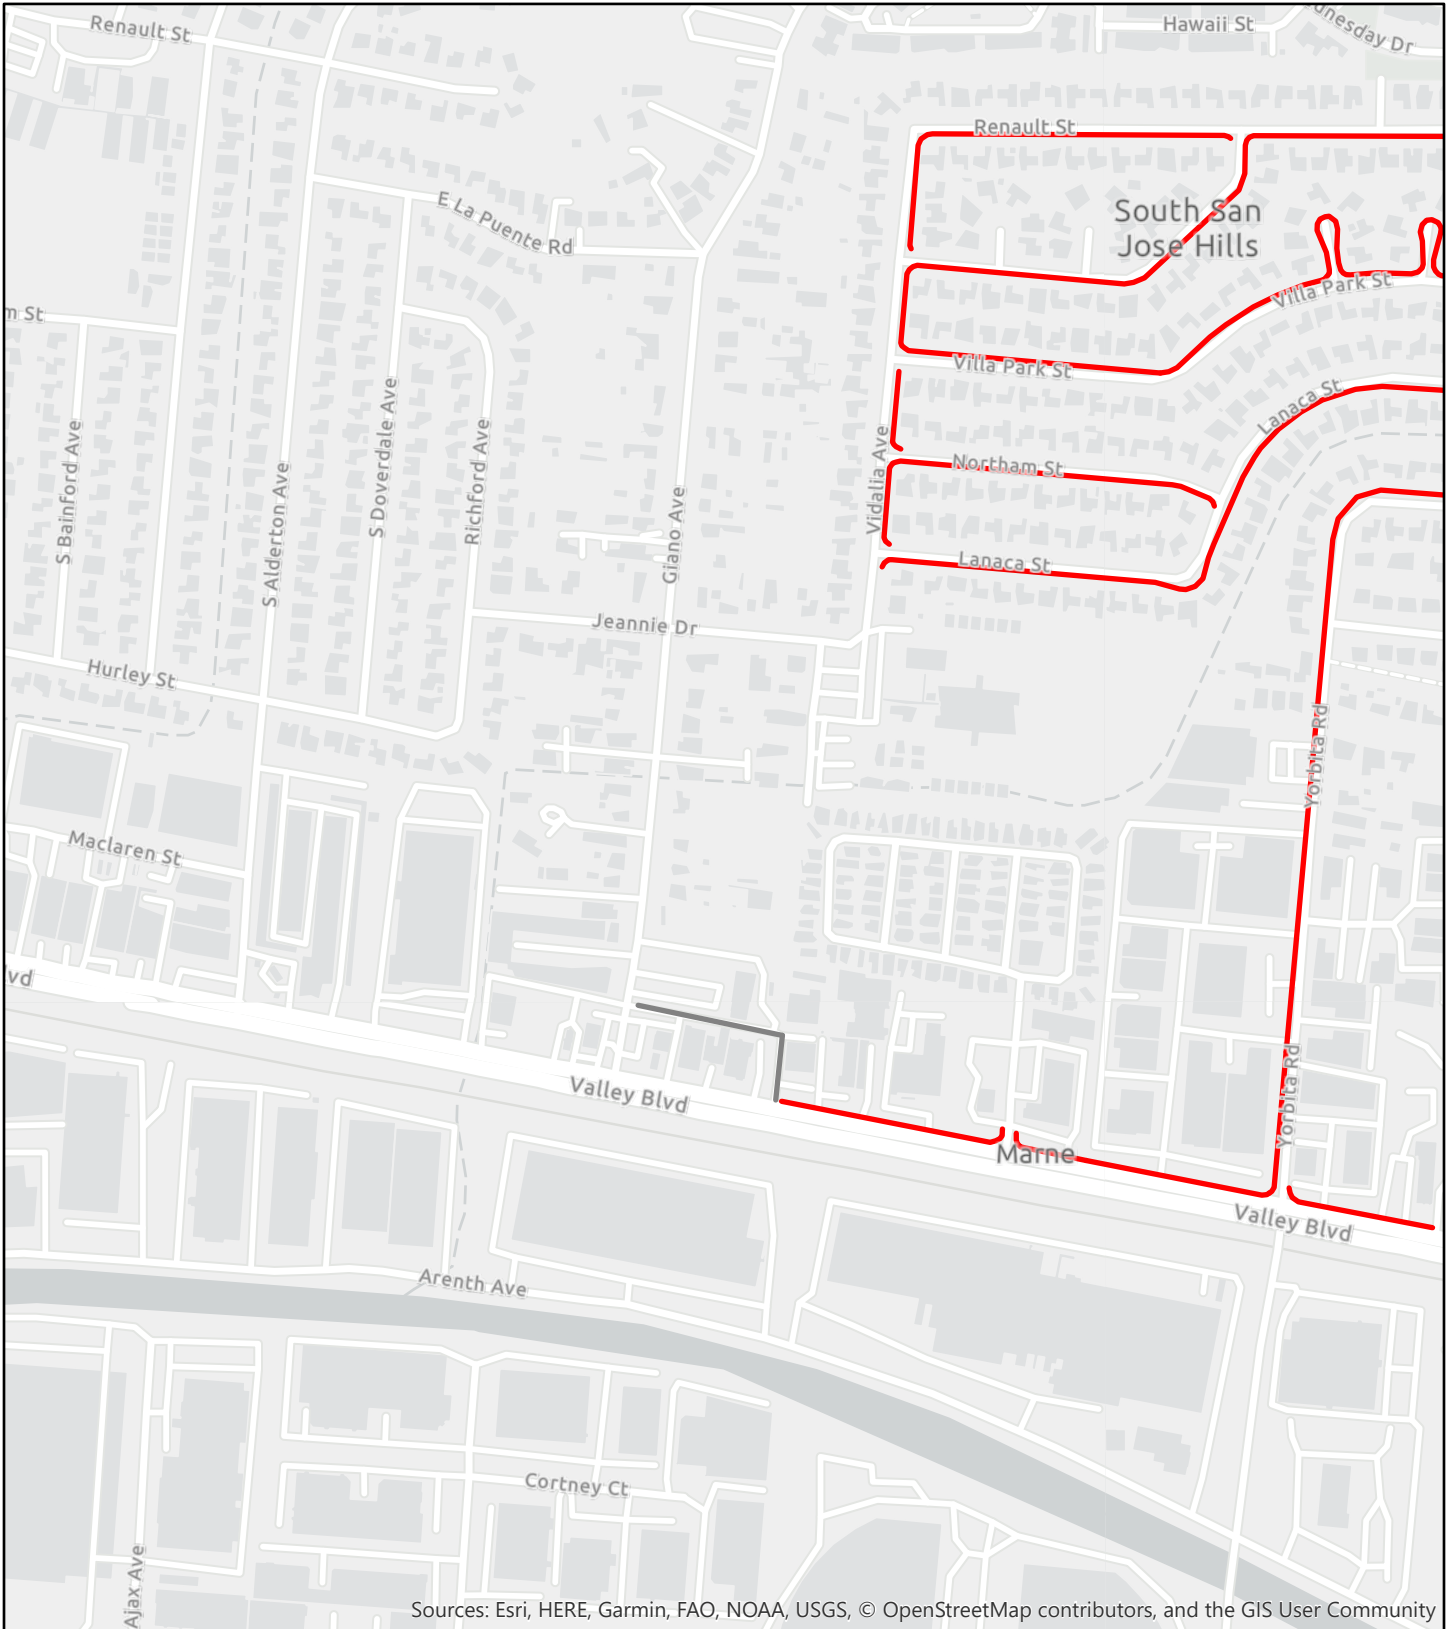 Renault St
Hawaii St
dnesday Dr
Renault St
South San
Jose Hills
E La Puente Rd
Villa Park St
m St
Villa Park St
Lanaca St
S Bainford Ave
S Alderton Ave
S Doverdale Ave
Richford Ave
Giano Ave
Vidalia Ave
Northam St
Lanaca St
Jeannie Dr
Hurley St
Yorbita Rd
Maclaren St
lvd
Valley Blvd
Yorbita Rd
Marne
Valley Blvd
Arenth Ave
Cortney Ct
Ajax Ave
Sources: Esri, HERE, Garmin, FAO, NOAA, USGS, © OpenStreetMap contributors, and the GIS User Community